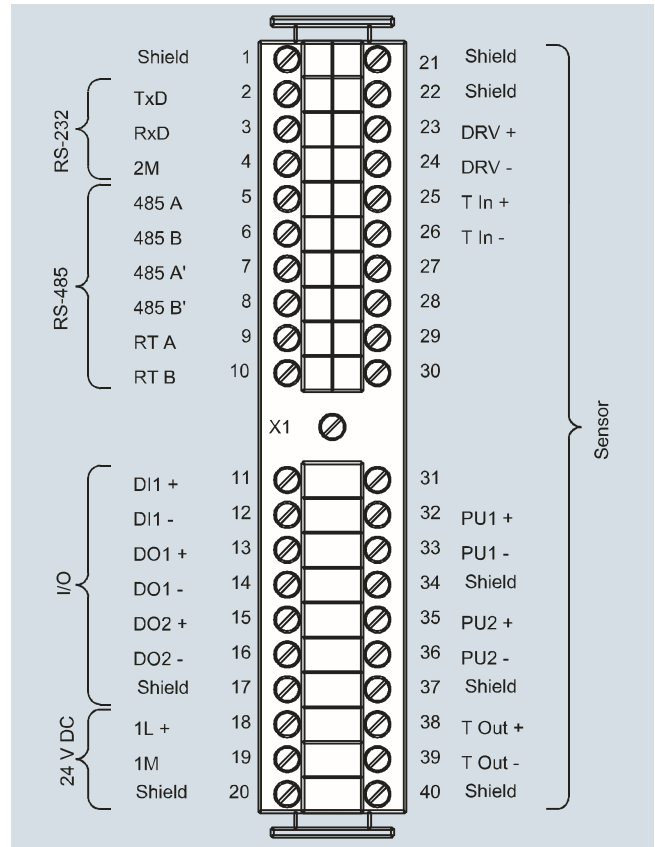 Shield 1 21 Shield
TxD 2 22 Shield
RxD 3 23 DRV +
2M 4 24 DRV -
RS-232
485 A 5 25 T In +
485 B 6 26 T In -
485 A' 7 27
485 B' 8 28
RT A 9 29
RT B 10 30
RS-485
X1
Sensor
DI1 + 11 31
DI1 - 12 32 PU1 +
DO1 + 13 33 PU1 -
DO1 - 14 34 Shield
DO2 + 15 35 PU2 +
DO2 - 16 36 PU2 -
Shield 17 37 Shield
I/O
1L + 18 38 T Out +
1M 19 39 T Out -
Shield 20 40 Shield
24 V DC